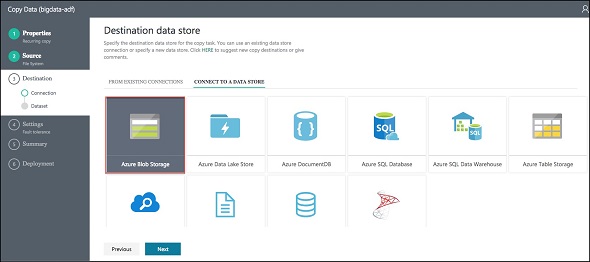 Copy Data (bigdata-adf)
1 Properties
Recurring copy
2 Source
File System
3 Destination
Connection
Dataset
4 Settings
Fault tolerance
5 Summary
6 Deployment
Destination data store
Specify the destination data store for the copy task. You can use an existing data store
connection or specify a new data store. Click HERE to suggest new copy destinations or give
comments.
FROM EXISTING CONNECTIONS CONNECT TO A DATA STORE
Azure Blob Storage Azure Data Lake Store Azure DocumentDB Azure SQL Database Azure SQL Data Warehouse Azure Table Storage
Previous Next